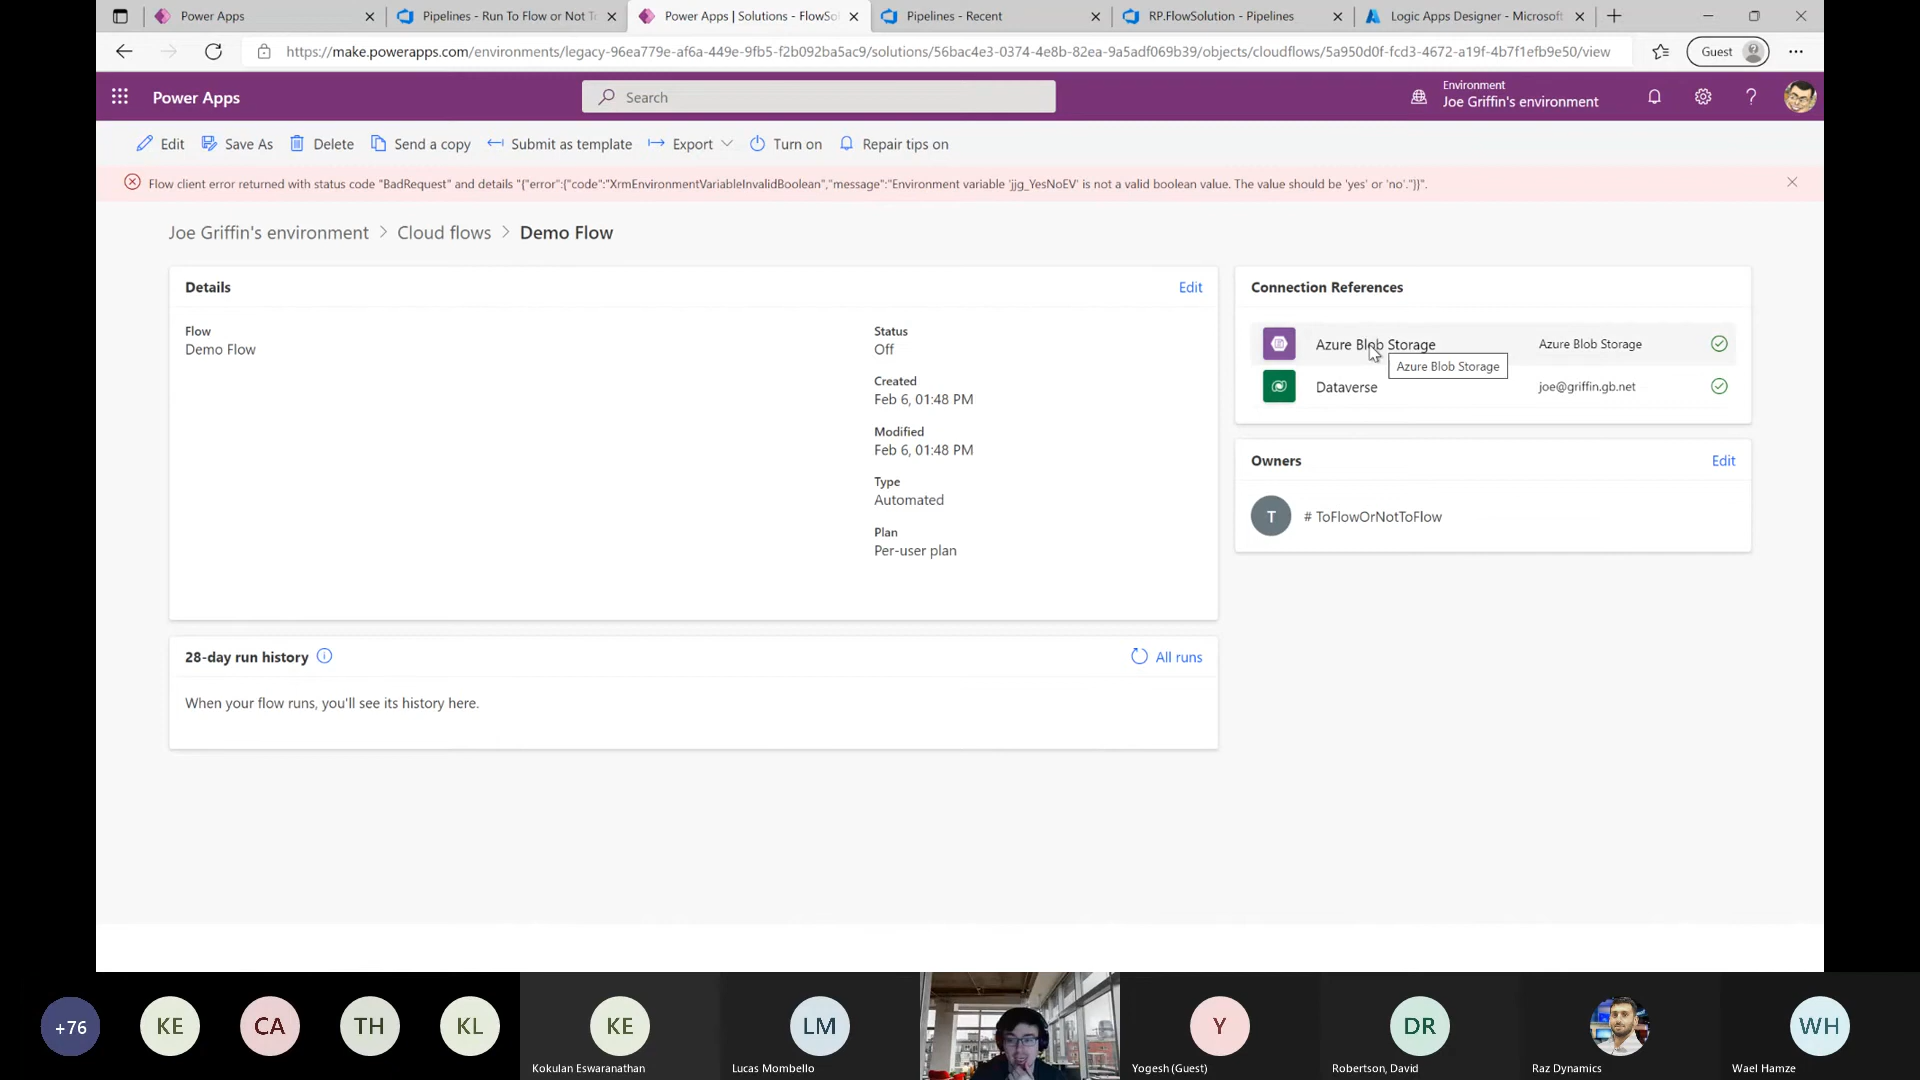 Power Apps
Pipelines - Run To Flow or Not T
Power Apps | Solutions - FlowSo
Pipelines - Recent
RP.FlowSolution - Pipelines
Logic Apps Designer - Microsoft
https://make.powerapps.com/environments/legacy-96ea779e-af6a-449e-9fb5-f2b092ba5ac9/solutions/56bac4e3-0374-4e8b-82ea-9a5adf069b39/objects/cloudflows/5a950d0f-fcd3-4672-a19f-4b7f1efb9e50/view
Guest
Power Apps
Search
Environment
Joe Griffin's environment
Edit
Save As
Delete
Send a copy
Submit as template
Export
Turn on
Repair tips on
Flow client error returned with status code "BadRequest" and details "{"error":{"code":"XrmEnvironmentVariableInvalidBoolean","message":"Environment variable 'jjg_YesNoEV' is not a valid boolean value. The value should be 'yes' or 'no'."}}".
Joe Griffin's environment > Cloud flows > Demo Flow
Details
Edit
Flow
Demo Flow
Status
Off
Created
Feb 6, 01:48 PM
Modified
Feb 6, 01:48 PM
Type
Automated
Plan
Per-user plan
Connection References
Azure Blob Storage
Azure Blob Storage
Azure Blob Storage
Dataverse
joe@griffin.gb.net
Owners
Edit
T
# ToFlowOrNotToFlow
28-day run history
All runs
When your flow runs, you'll see its history here.
+76
KE
CA
TH
KL
KE
LM
Y
DR
WH
Kokulan Eswaranathan
Lucas Mombello
Yogesh (Guest)
Robertson, David
Raz Dynamics
Wael Hamze